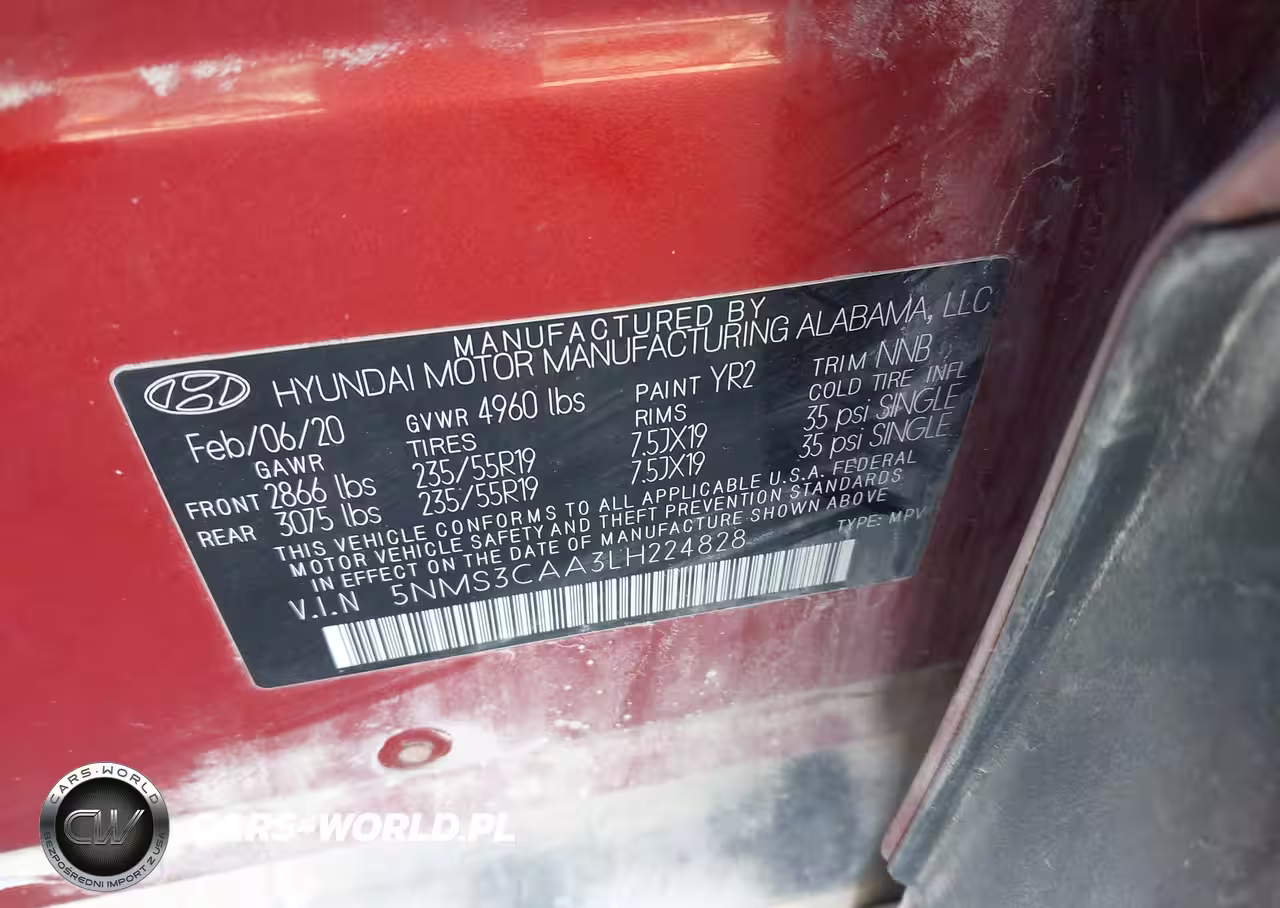 MANUFACTURED BY
HYUNDAI MOTOR MANUFACTURING ALABAMA, LLC
Feb/06/20 GVWR 4960 lbs PAINT YR2 TRIM NNB
GAWR TIRES RIMS COLD TIRE INFL
FRONT 2866 lbs 235/55R19 7.5JX19 35 psi SINGLE
REAR 3075 lbs 235/55R19 7.5JX19 35 psi SINGLE
THIS VEHICLE CONFORMS TO ALL APPLICABLE U.S.A. FEDERAL
MOTOR VEHICLE SAFETY AND THEFT PREVENTION STANDARDS
IN EFFECT ON THE DATE OF MANUFACTURE SHOWN ABOVE
V.I.N 5NMS3CAA3LH224828 TYPE: MPV
CARS-WORLD
CW
BEZPOŚREDNI IMPORT Z USA
CARS-WORLD.PL